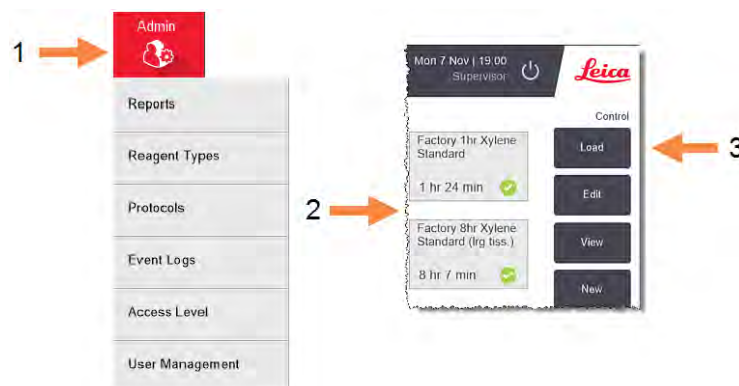 1
Admin
Reports
Reagent Types
Protocols
Event Logs
Access Level
User Management
2
Mon 7 Nov | 19:00
Supervisor
Leica
Control
Factory 1hr Xylene
Standard
1 hr 24 min
Factory 8hr Xylene
Standard (lrg tiss.)
8 hr 7 min
Load
Edit
View
New
3